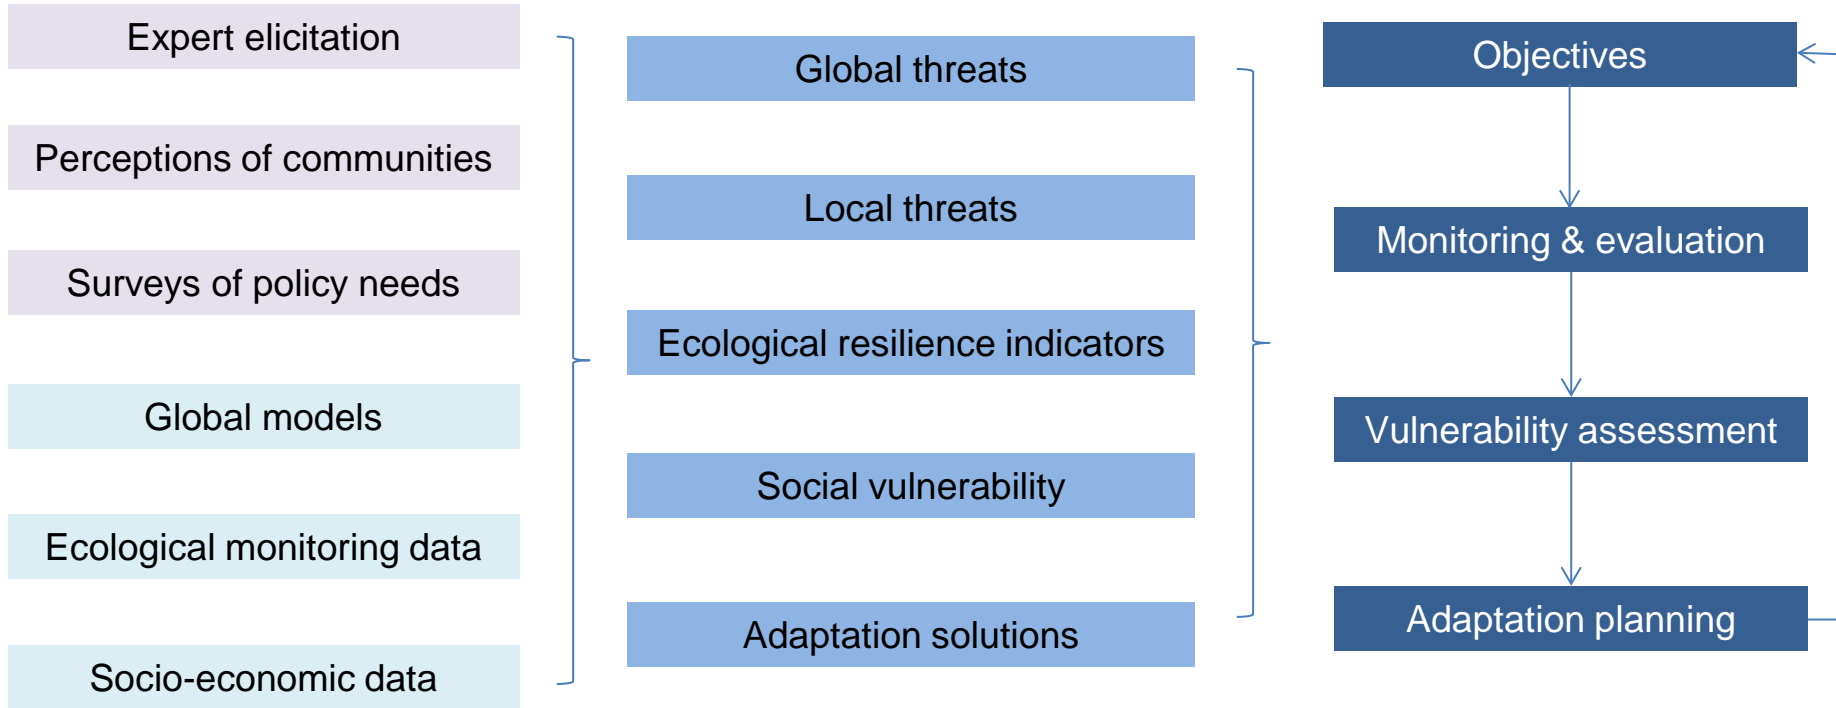 Expert elicitation
Perceptions of communities
Surveys of policy needs
Global models
Ecological monitoring data
Socio-economic data
Global threats
Local threats
Ecological resilience indicators
Social vulnerability
Adaptation solutions
Objectives
Monitoring & evaluation
Vulnerability assessment
Adaptation planning